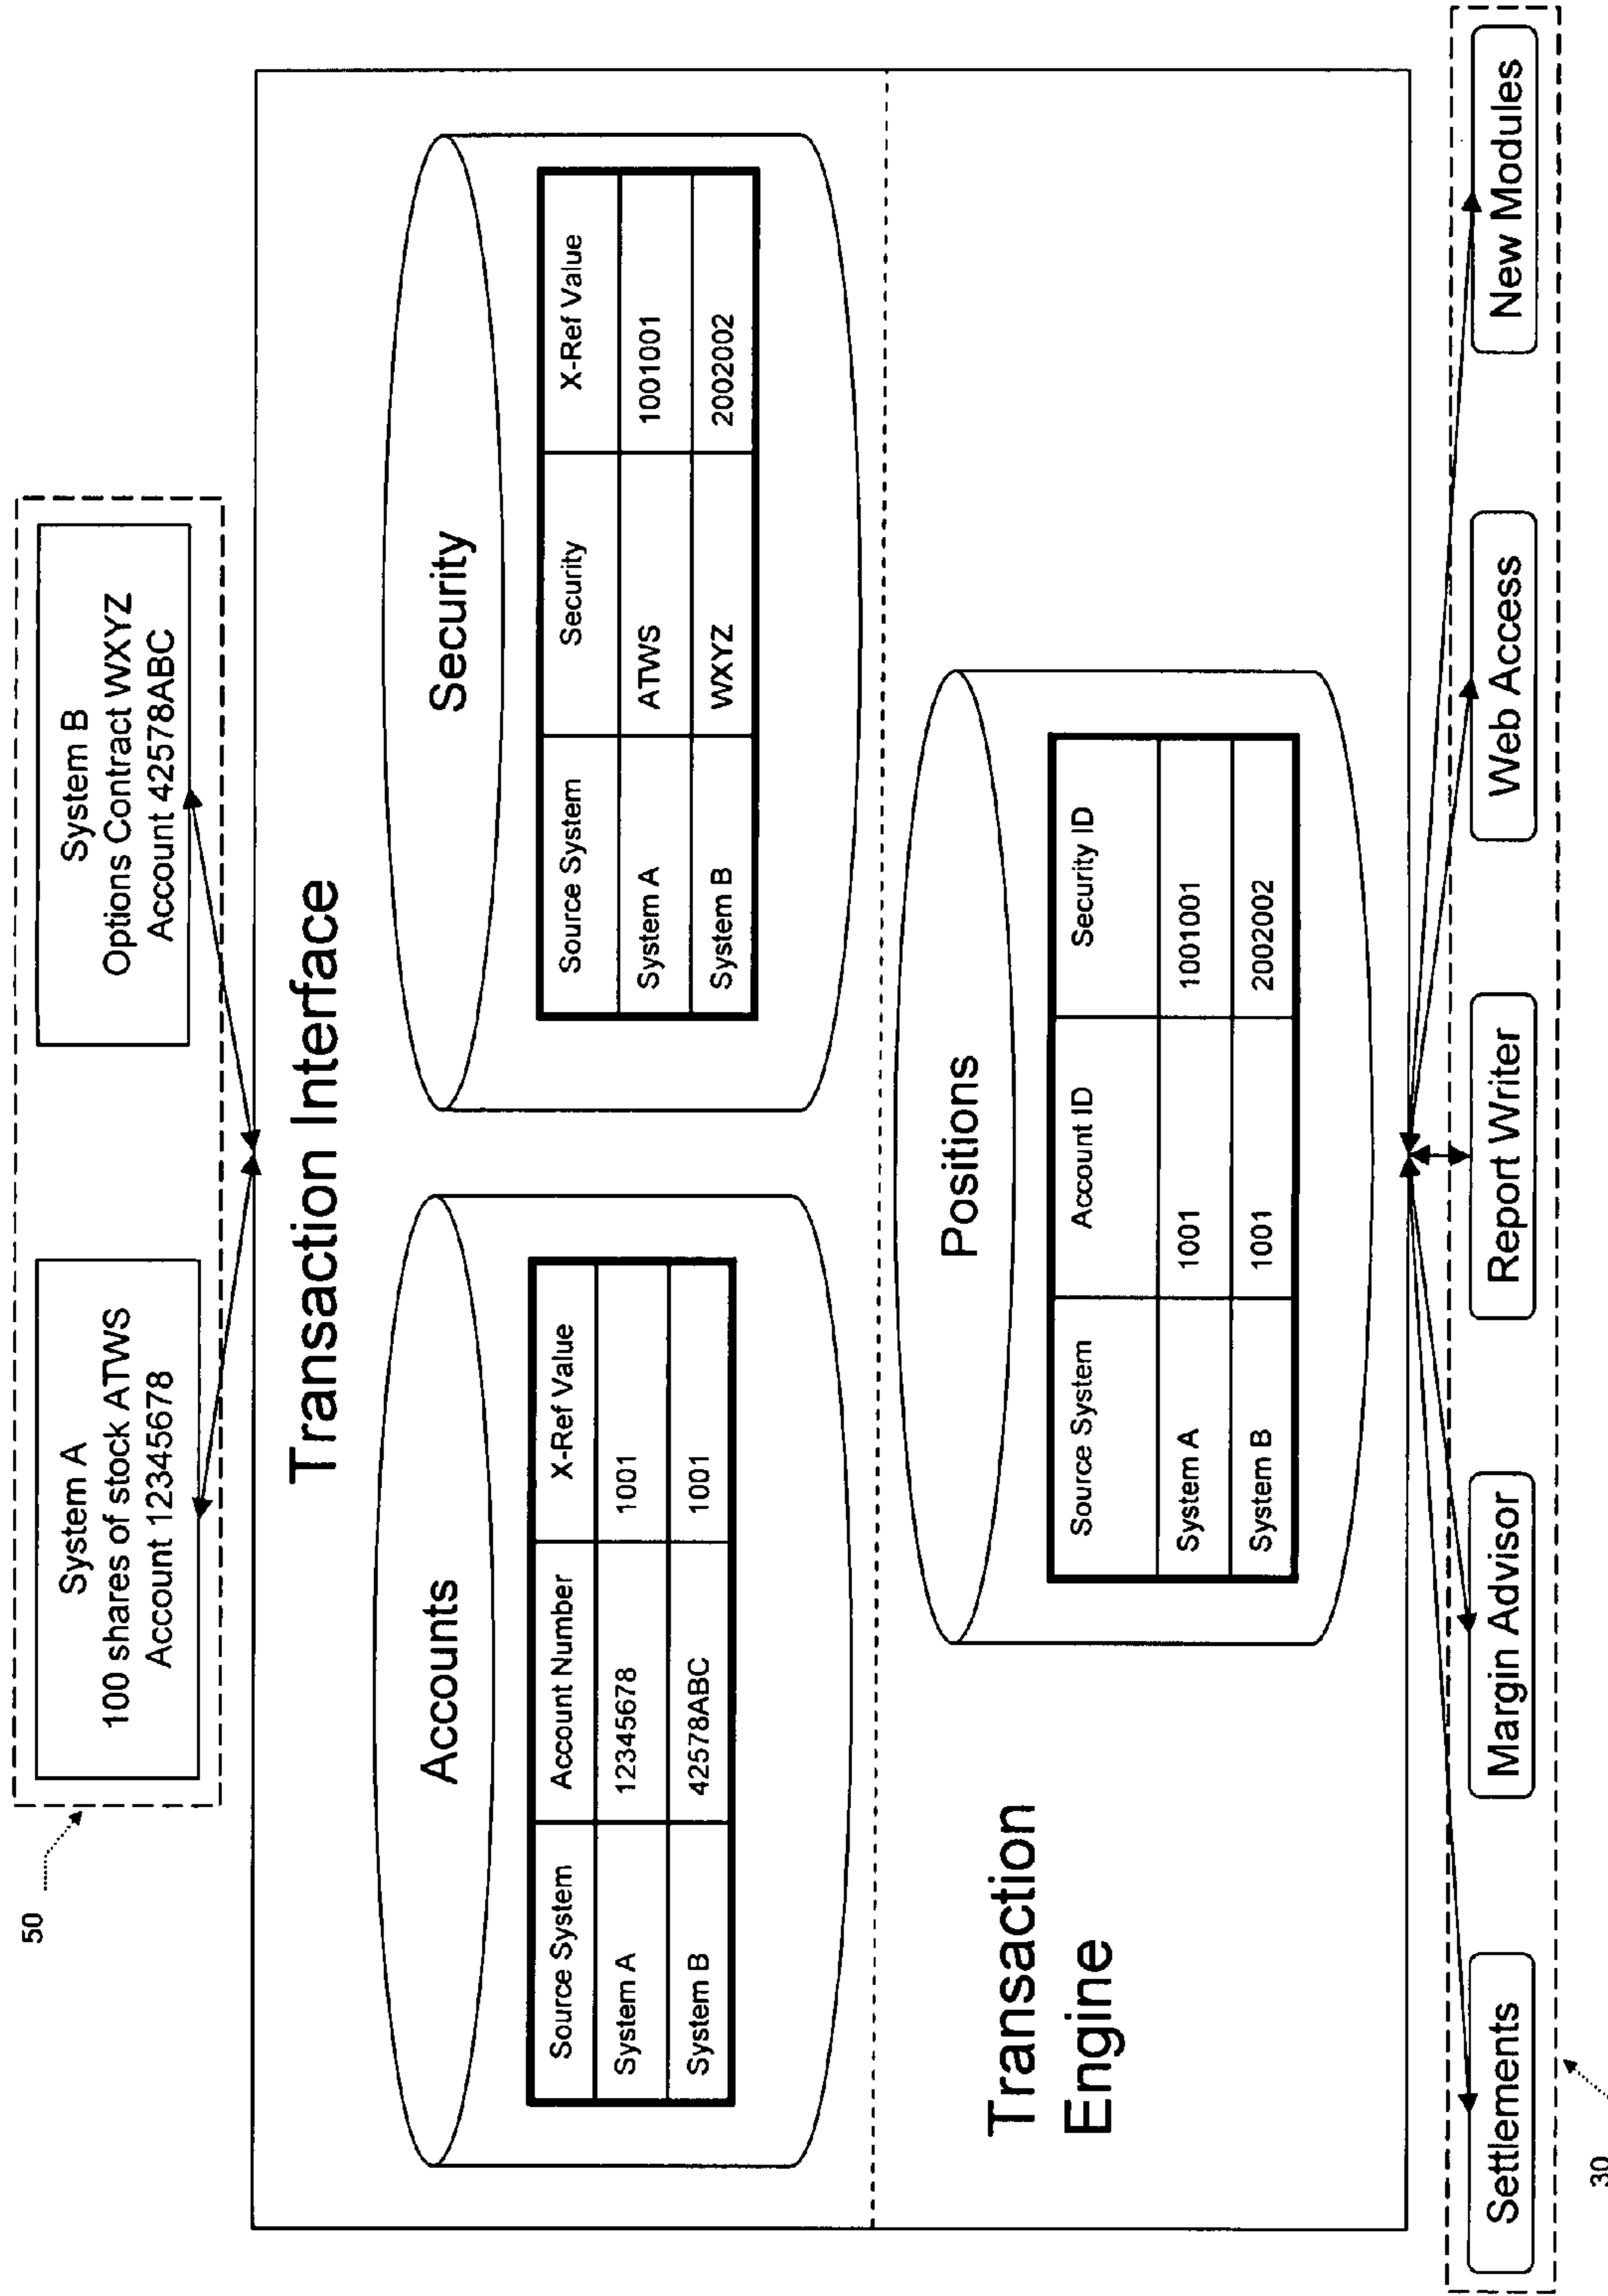 50
System A
100 shares of stock ATWS
Account 12345678
System B
Options Contract WXYZ
Account 42578ABC
Transaction Interface
Accounts
Source System Account Number X-Ref Value
System A 12345678 1001
System B 42578ABC 1001
Security
Source System Security X-Ref Value
System A ATWS 1001001
System B WXYZ 2002002
Transaction
Engine
Positions
Source System Account ID Security ID
System A 1001 1001001
System B 1001 2002002
Settlements
Margin Advisor
Report Writer
Web Access
New Modules
30